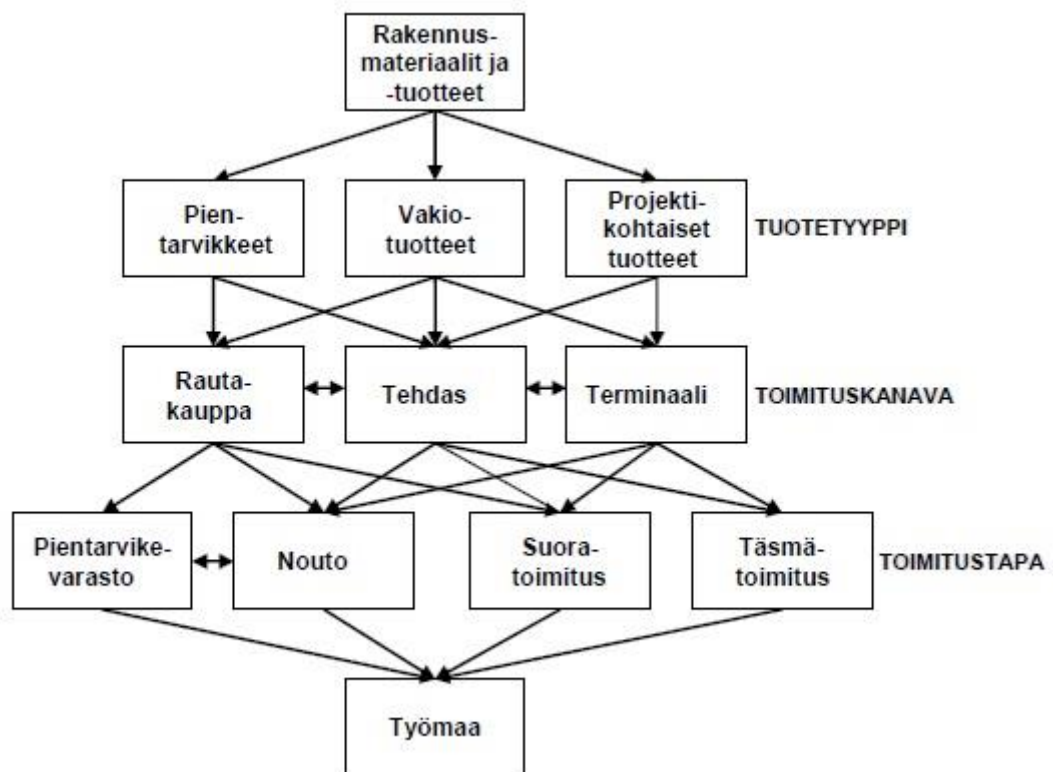 Rakennus-
materiaalit ja
-tuotteet
Pien-
tarvikkeet
Vakio-
tuotteet
Projekti-
kohtaiset
tuotteet
TUOTETYYPPI
Rauta-
kauppa
Tehdas
Terminaali
TOIMITUSKANAVA
Pientarvike-
varasto
Nouto
Suora-
toimitus
Täsmä-
toimitus
TOIMITUSTAPA
Työmaa